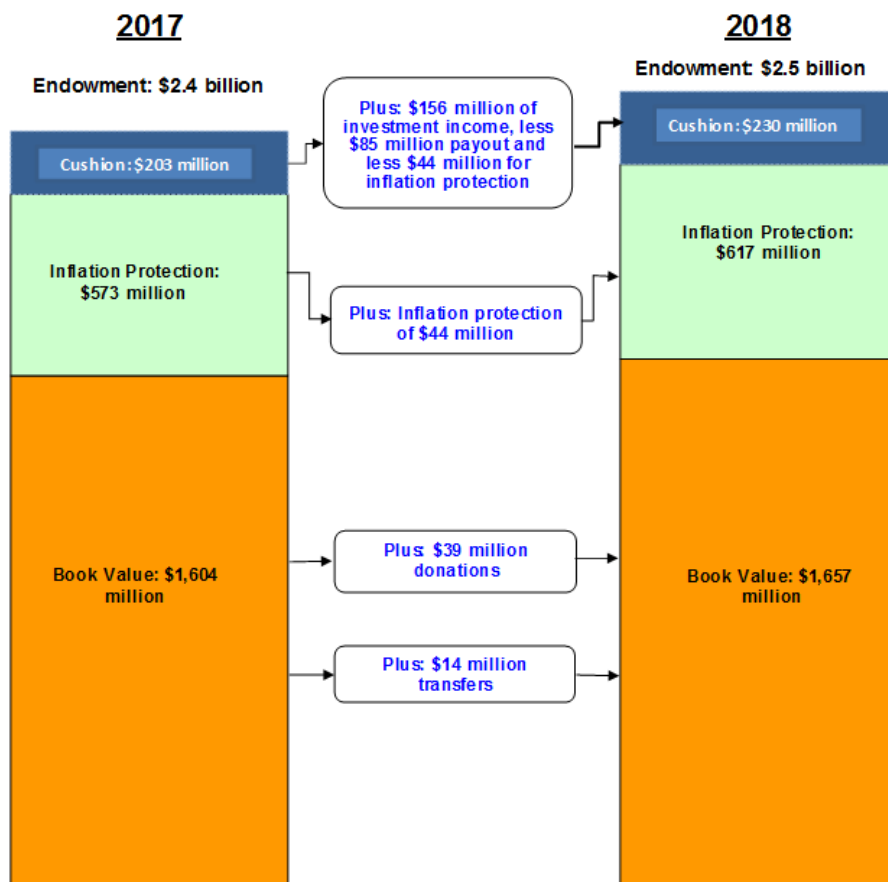 2017
2018
Endowment: $2.4 billion
Endowment: $2.5 billion
Cushion: $203 million
Plus: $156 million of
investment income, less
$85 million payout and
less $44 million for
inflation protection
Cushion: $230 million
Inflation Protection:
$573 million
Plus: Inflation protection
of $44 million
Inflation Protection:
$617 million
Book Value: $1,604
million
Plus: $39 million
donations
Book Value: $1,657
million
Plus: $14 million
transfers